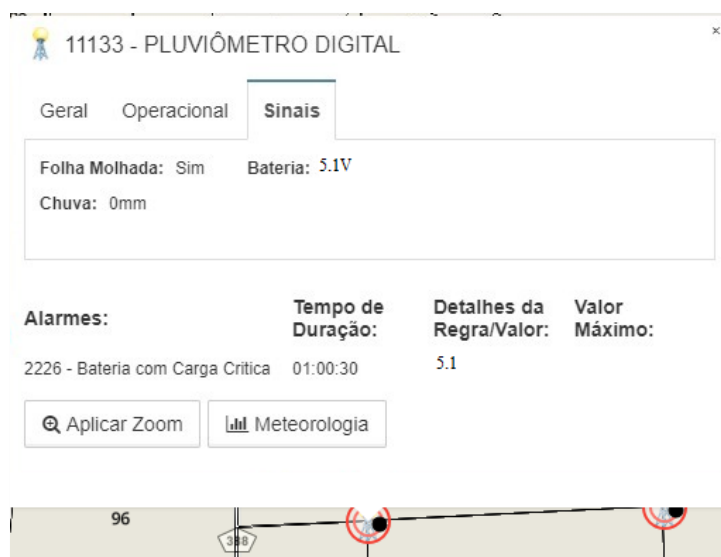 11133 - PLUVIÔMETRO DIGITAL
×
Geral Operacional Sinais
Folha Molhada: Sim Bateria: 5.1V
Chuva: 0mm
Alarmes: Tempo de Duração: Detalhes da Regra/Valor: Valor Máximo:
2226 - Bateria com Carga Critica 01:00:30 5.1
Aplicar Zoom Meteorologia
96